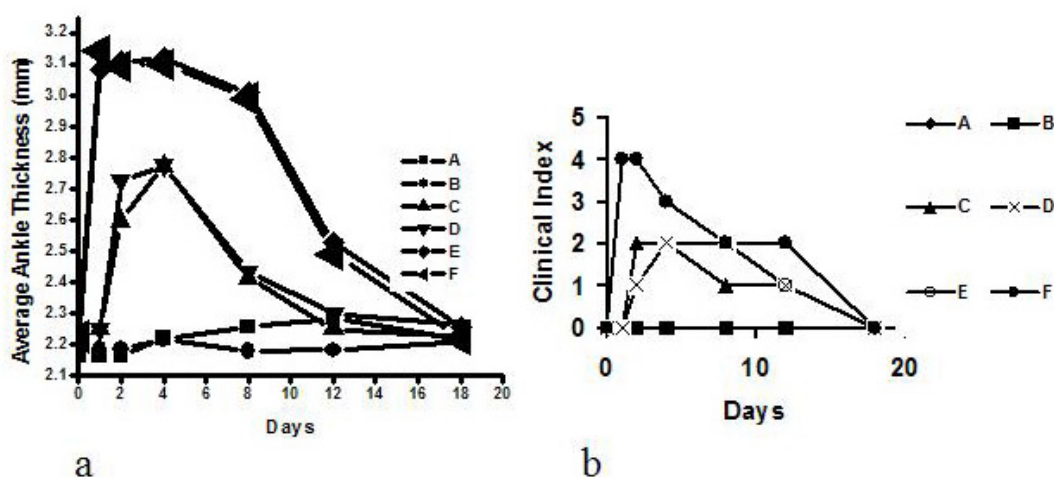 3.1
3.0
2.9
2.8
2.7
2.6
2.5
2.4
2.3
2.2
2.1
Average Ankle Thickness (mm)
A
B
C
D
E
F
0 2 4 6 8 10 12 14 16 18 20
Days
a
5
4
3
2
1
0
Clinical Index
0 10 20
Days
A B
C D
E F
b